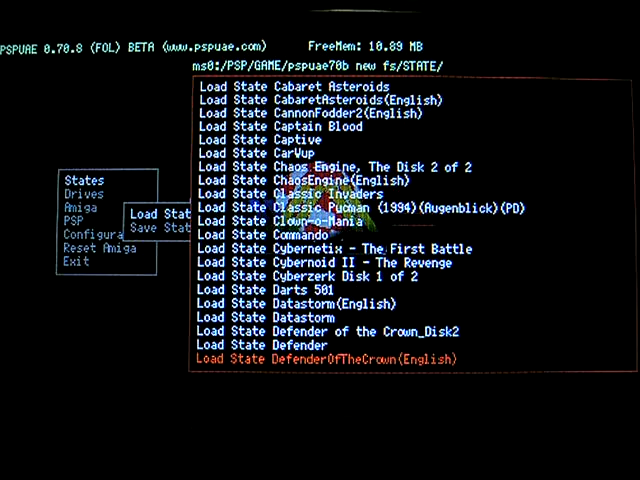 PSPUAE 0.70.8 (FOL) BETA (www.pspuae.com) FreeMem: 10.89 MB
ms0:/PSP/GAME/pspuae70b new fs/STATE/
Load State Cabaret Asteroids
Load State CabaretAsteroids(English)
Load State CannonFodder2(English)
Load State Captain Blood
Load State Captive
Load State CarVup
Load State Chaos Engine, The Disk 2 of 2
Load State ChaosEngine(English)
Load State Classic Invaders
Load State Classic Pucman (1994)(Augenblick)(PD)
Load State Clown-o-Mania
Load State Commando
Load State Cybernetix - The First Battle
Load State Cybernoid II - The Revenge
Load State Cyberzerk Disk 1 of 2
Load State Darts 501
Load State Datastorm(English)
Load State Datastorm
Load State Defender of the Crown_Disk2
Load State Defender
Load State DefenderOfTheCrown(English)
States
Drives
Amiga
PSP
Configura
Reset Amiga
Exit
Load Stat
Save Stat